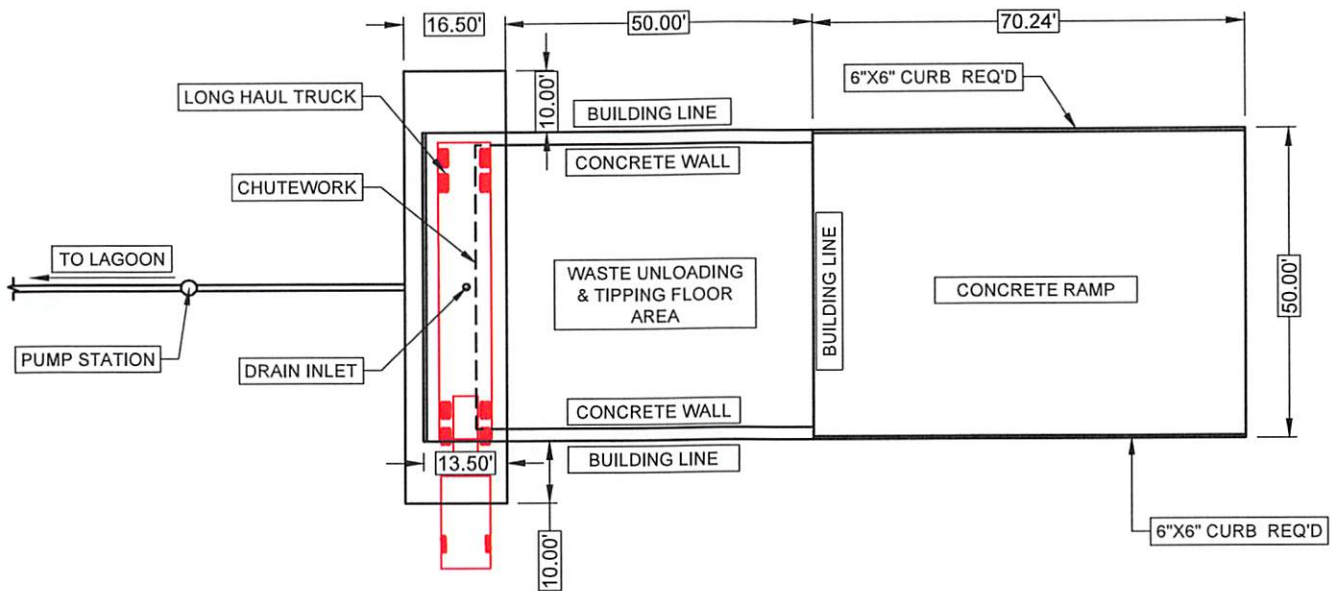 16.50'
50.00'
70.24'
6"X6" CURB REQ'D
LONG HAUL TRUCK
10.00'
BUILDING LINE
CONCRETE WALL
CHUTEWORK
TO LAGOON
WASTE UNLOADING
& TIPPING FLOOR
AREA
BUILDING LINE
CONCRETE RAMP
50.00'
PUMP STATION
DRAIN INLET
CONCRETE WALL
13.50'
BUILDING LINE
10.00'
6"X6" CURB REQ'D